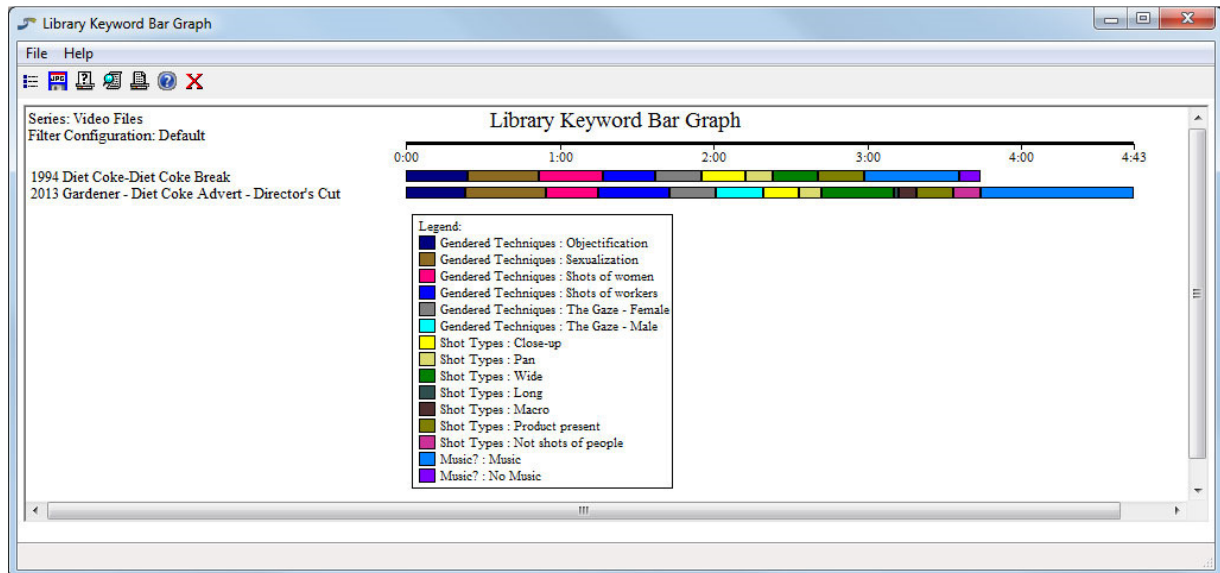 Library Keyword Bar Graph
File Help
JPG ? ?
Series: Video Files
Filter Configuration: Default
Library Keyword Bar Graph
0:00 1:00 2:00 3:00 4:00 4:43
1994 Diet Coke-Diet Coke Break
2013 Gardener - Diet Coke Advert - Director's Cut
Legend:
Gendered Techniques : Objectification
Gendered Techniques : Sexualization
Gendered Techniques : Shots of women
Gendered Techniques : Shots of workers
Gendered Techniques : The Gaze - Female
Gendered Techniques : The Gaze - Male
Shot Types : Close-up
Shot Types : Pan
Shot Types : Wide
Shot Types : Long
Shot Types : Macro
Shot Types : Product present
Shot Types : Not shots of people
Music? : Music
Music? : No Music